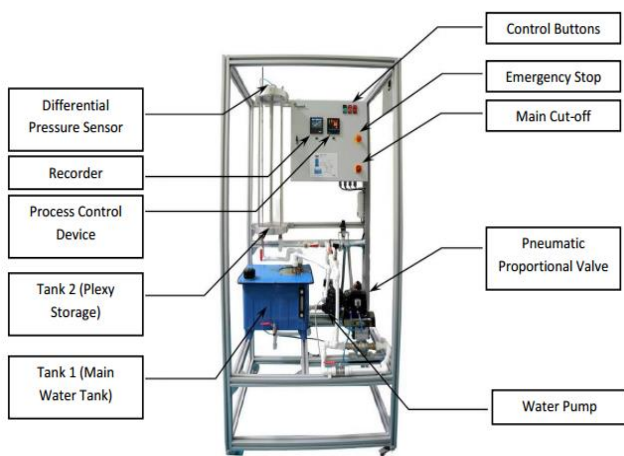 Differential
Pressure Sensor
Recorder
Process Control
Device
Tank 2 (Plexy
Storage)
Tank 1 (Main
Water Tank)
Control Buttons
Emergency Stop
Main Cut-off
Pneumatic
Proportional Valve
Water Pump